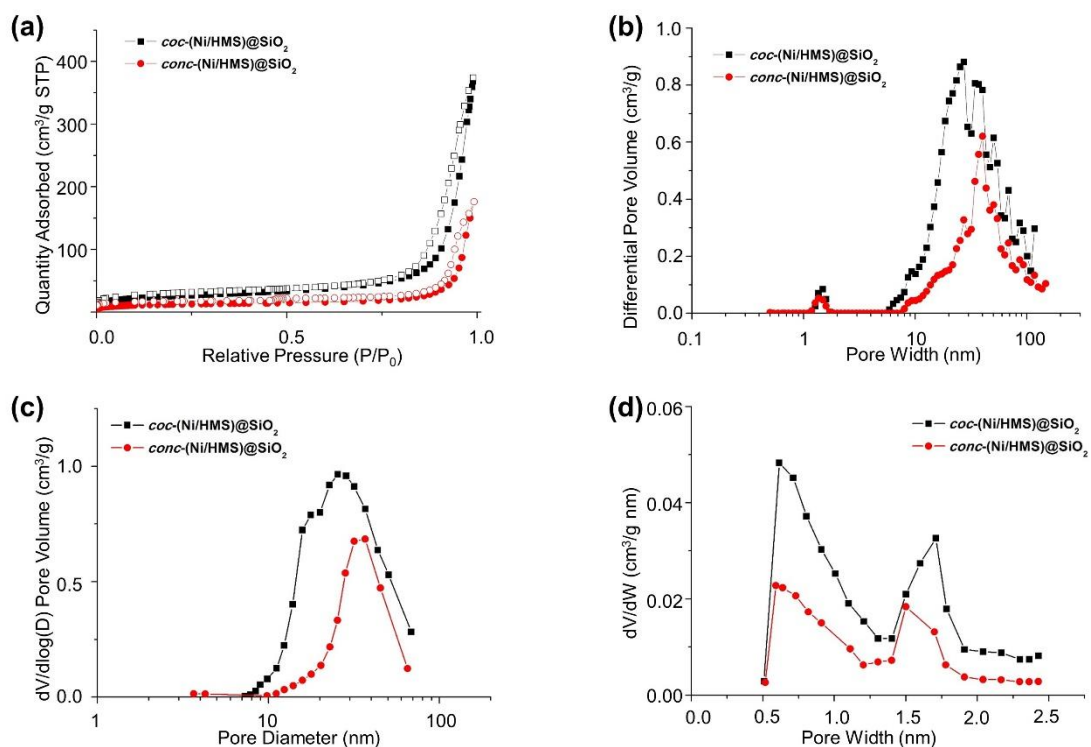 (a)
coc-(Ni/HMS)@SiO₂
conc-(Ni/HMS)@SiO₂
Quantity Adsorbed (cm³/g STP)
400
300
200
100
0.0
0.5
1.0
Relative Pressure (P/P₀)
(b)
coc-(Ni/HMS)@SiO₂
conc-(Ni/HMS)@SiO₂
Differential Pore Volume (cm³/g)
1.0
0.8
0.6
0.4
0.2
0.0
0.1
1
10
100
Pore Width (nm)
(c)
coc-(Ni/HMS)@SiO₂
conc-(Ni/HMS)@SiO₂
dV/dlog(D) Pore Volume (cm³/g)
1.0
0.5
0.0
1
10
100
Pore Diameter (nm)
(d)
coc-(Ni/HMS)@SiO₂
conc-(Ni/HMS)@SiO₂
dV/dW (cm³/g nm)
0.06
0.04
0.02
0.00
0.0
0.5
1.0
1.5
2.0
2.5
Pore Width (nm)